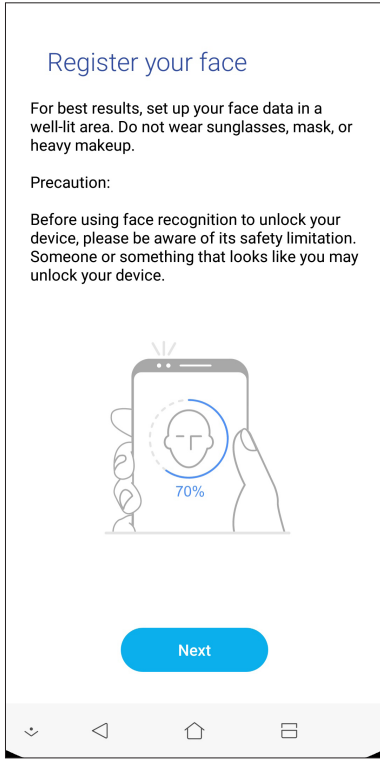 Register your face
For best results, set up your face data in a
well-lit area. Do not wear sunglasses, mask, or
heavy makeup.
Precaution:
Before using face recognition to unlock your
device, please be aware of its safety limitation.
Someone or something that looks like you may
unlock your device.
70%
Next